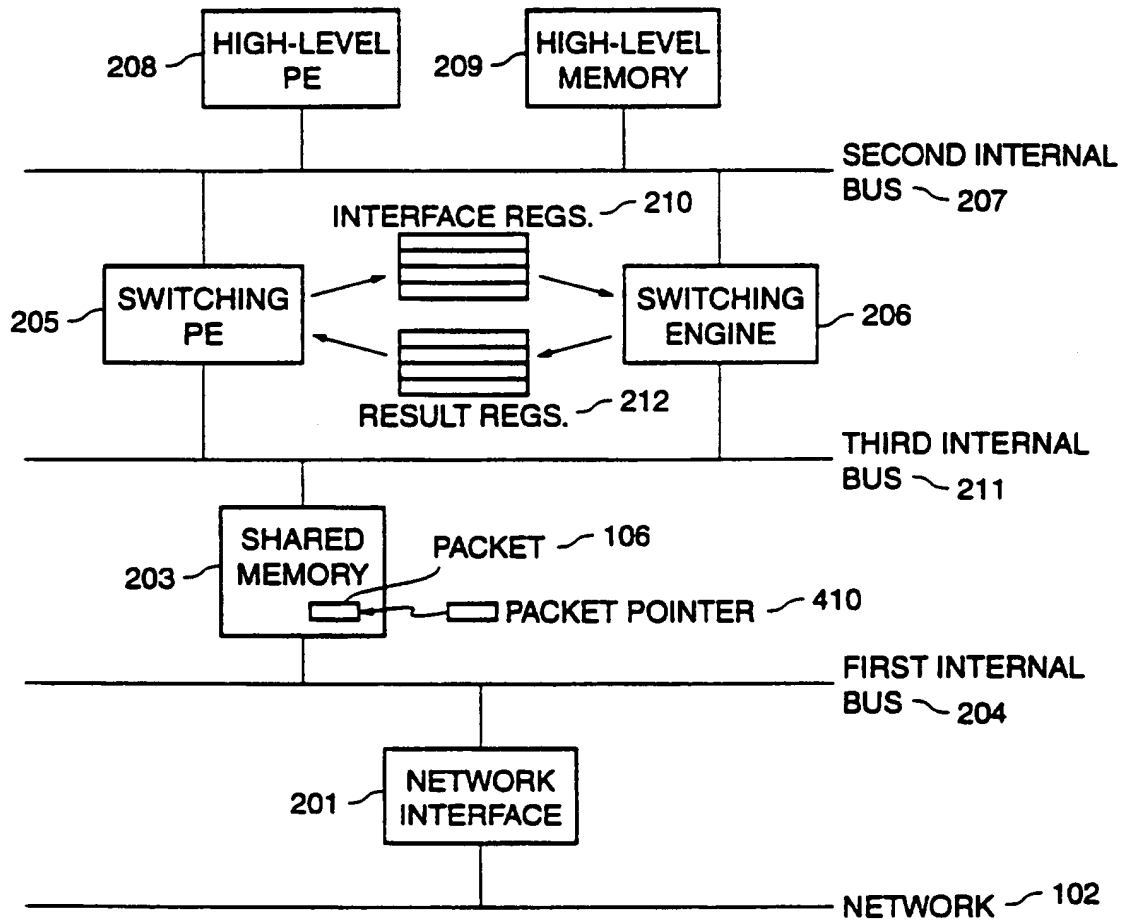 HIGH-LEVEL
PE
208
HIGH-LEVEL
MEMORY
209
SECOND INTERNAL
BUS 207
INTERFACE REGS. 210
SWITCHING
PE
205
SWITCHING
ENGINE
206
RESULT REGS. 212
THIRD INTERNAL
BUS 211
SHARED
MEMORY
203
PACKET 106
PACKET POINTER 410
FIRST INTERNAL
BUS 204
NETWORK
INTERFACE
201
NETWORK 102